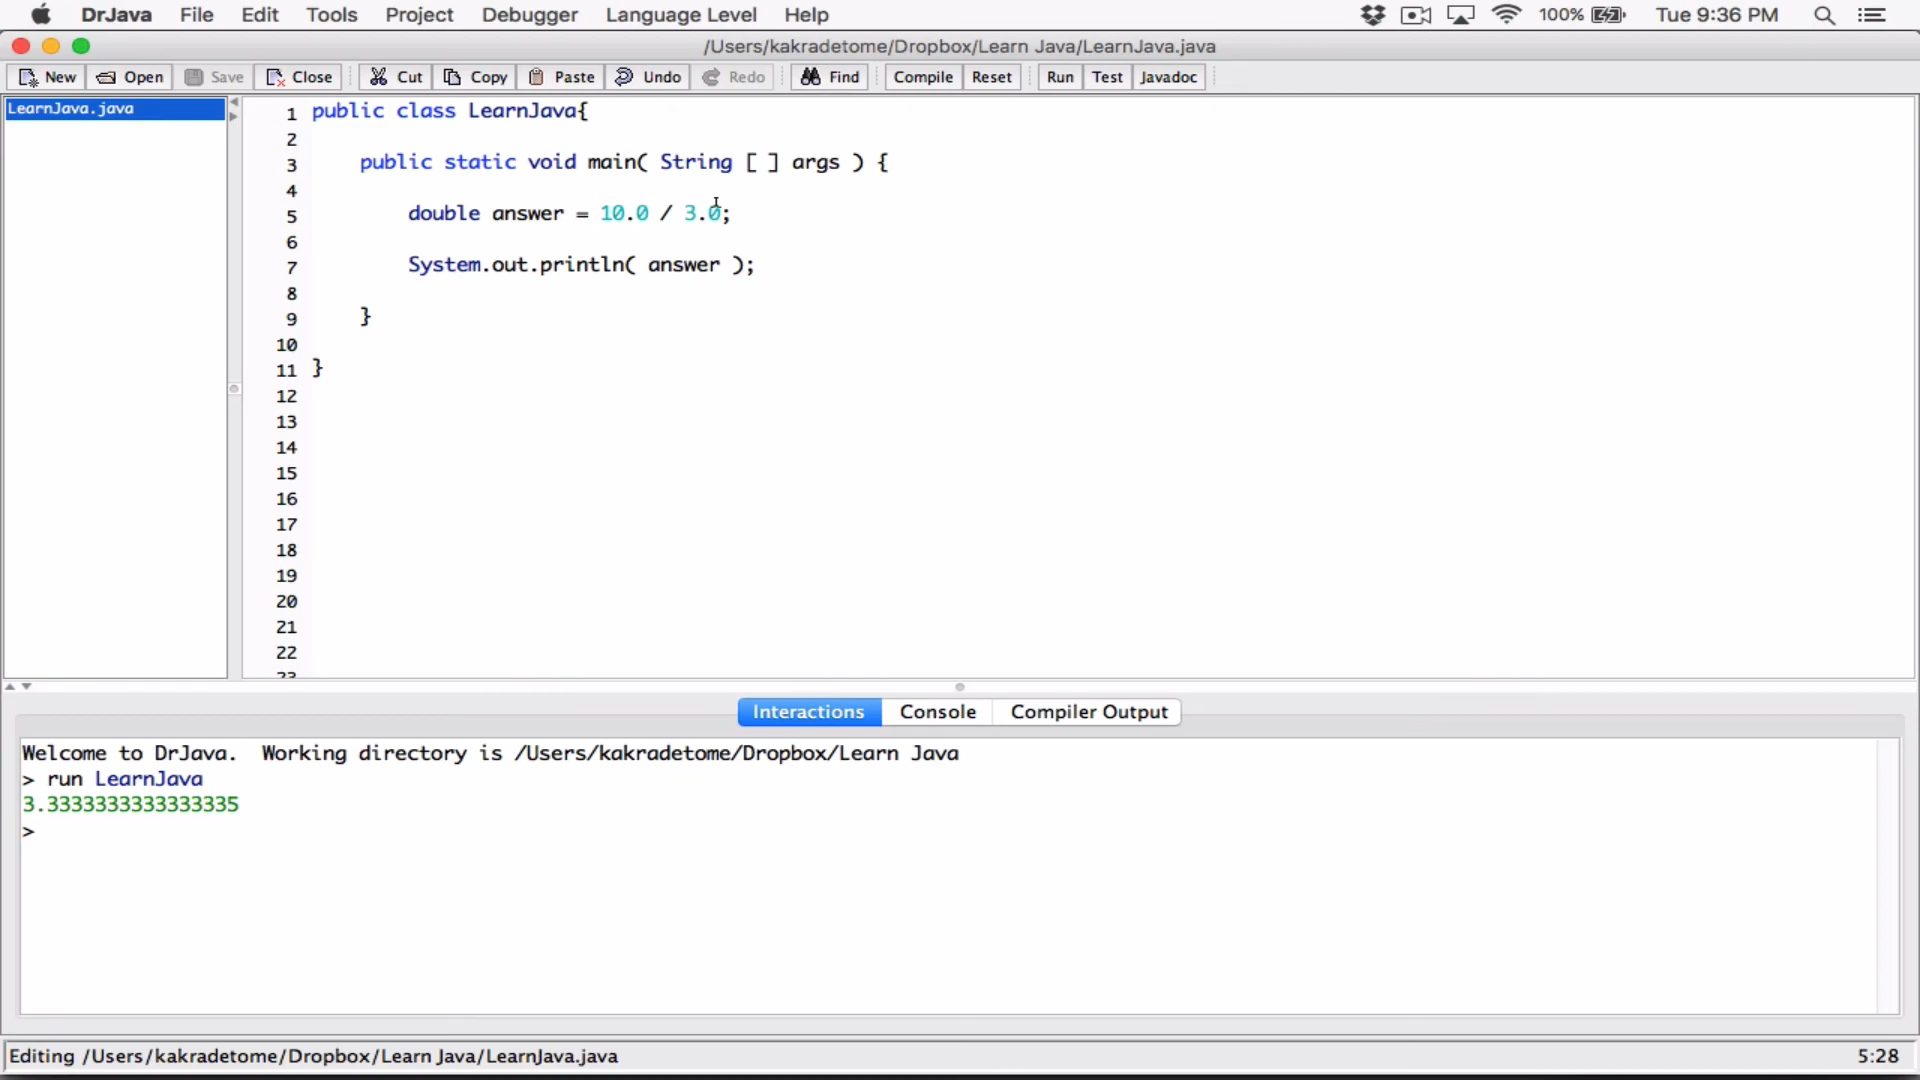 DrJava File Edit Tools Project Debugger Language Level Help 100% Tue 9:36 PM
/Users/kakradetome/Dropbox/Learn Java/LearnJava.java
New Open Save Close Cut Copy Paste Undo Redo Find Compile Reset Run Test Javadoc
LearnJava.java
1 public class LearnJava{
2
3 public static void main( String [ ] args ) {
4
5 double answer = 10.0 / 3.0;
6
7 System.out.println( answer );
8
9 }
10
11 }
12
13
14
15
16
17
18
19
20
21
22
23
Interactions Console Compiler Output
Welcome to DrJava. Working directory is /Users/kakradetome/Dropbox/Learn Java
> run LearnJava
3.3333333333333335
>
Editing /Users/kakradetome/Dropbox/Learn Java/LearnJava.java 5:28